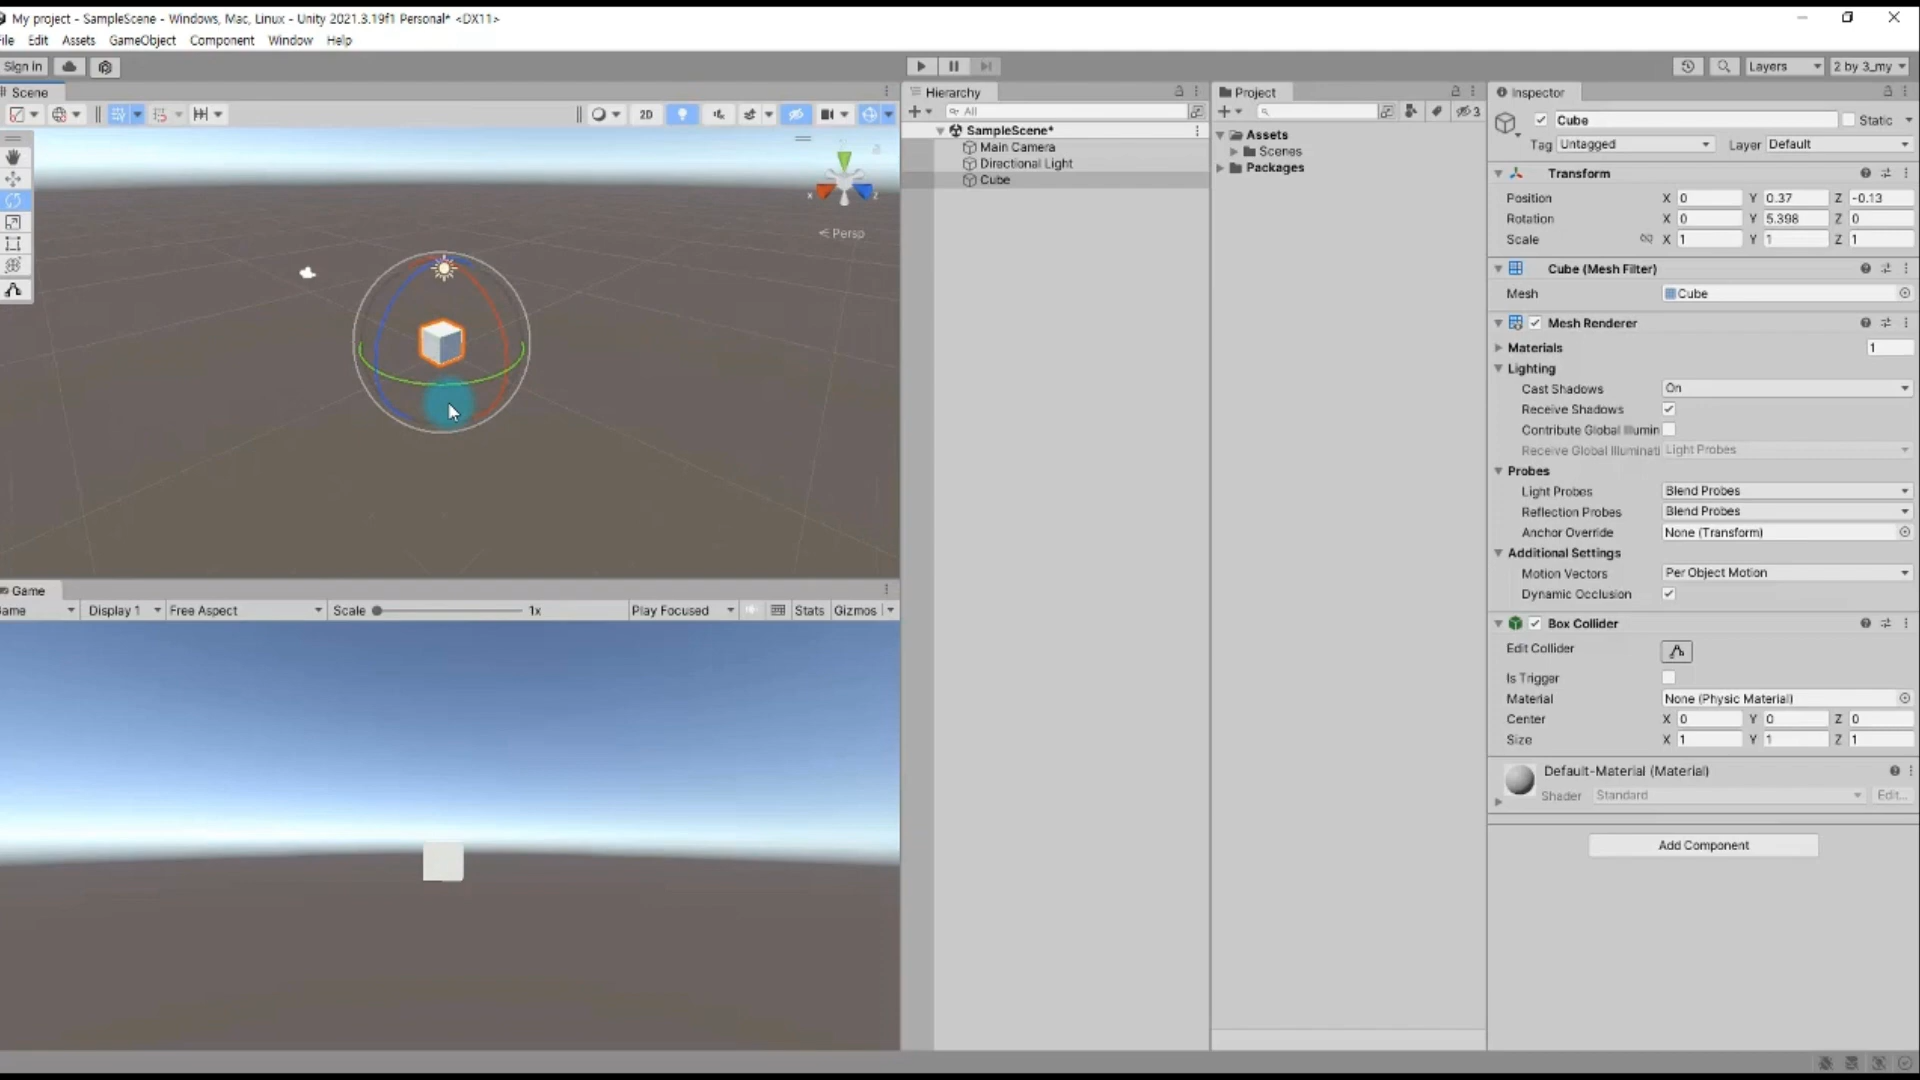 My project - SampleScene - Windows, Mac, Linux - Unity 2021.3.19f1 Personal* <DX11>
ile Edit Assets GameObject Component Window Help
Sign in
Layers
2 by 3_my
Scene
2D
x
z
Persp
Game
ame
Display 1
Free Aspect
Scale
1x
Play Focused
Stats
Gizmos
Hierarchy
All
SampleScene*
Main Camera
Directional Light
Cube
Project
3
Assets
Scenes
Packages
Inspector
Cube
Static
Tag Untagged
Layer Default
Transform
Position X 0 Y 0.37 Z -0.13
Rotation X 0 Y 5.398 Z 0
Scale X 1 Y 1 Z 1
Cube (Mesh Filter)
Mesh Cube
Mesh Renderer
Materials 1
Lighting
Cast Shadows On
Receive Shadows
Contribute Global Illumin
Receive Global Illuminati Light Probes
Probes
Light Probes Blend Probes
Reflection Probes Blend Probes
Anchor Override None (Transform)
Additional Settings
Motion Vectors Per Object Motion
Dynamic Occlusion
Box Collider
Edit Collider
Is Trigger
Material None (Physic Material)
Center X 0 Y 0 Z 0
Size X 1 Y 1 Z 1
Default-Material (Material)
Shader Standard Edit...
Add Component